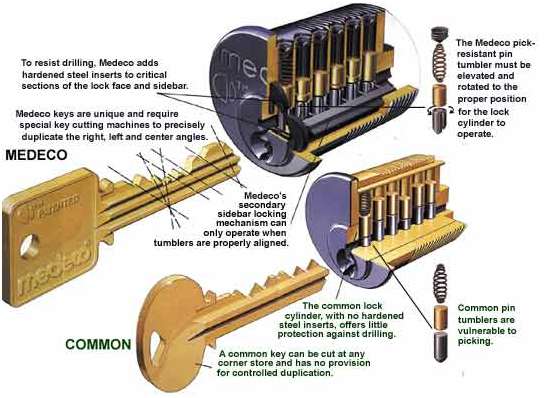 To resist drilling, Medeco adds
hardened steel inserts to critical
sections of the lock face and sidebar.
The Medeco pick-
resistant pin
tumbler must be
elevated and
rotated to the
proper position
for the lock
cylinder to
operate.
Medeco keys are unique and require
special key cutting machines to precisely
duplicate the right, left and center angles.
MEDECO
PATENTED
medeco
medeco
Medeco's
secondary
sidebar locking
mechanism can
only operate when
tumblers are properly aligned.
The common lock
cylinder, with no hardened
steel inserts, offers little
protection against drilling.
Common pin
tumblers are
vulnerable to
picking.
COMMON
A common key can be cut at any
corner store and has no provision
for controlled duplication.